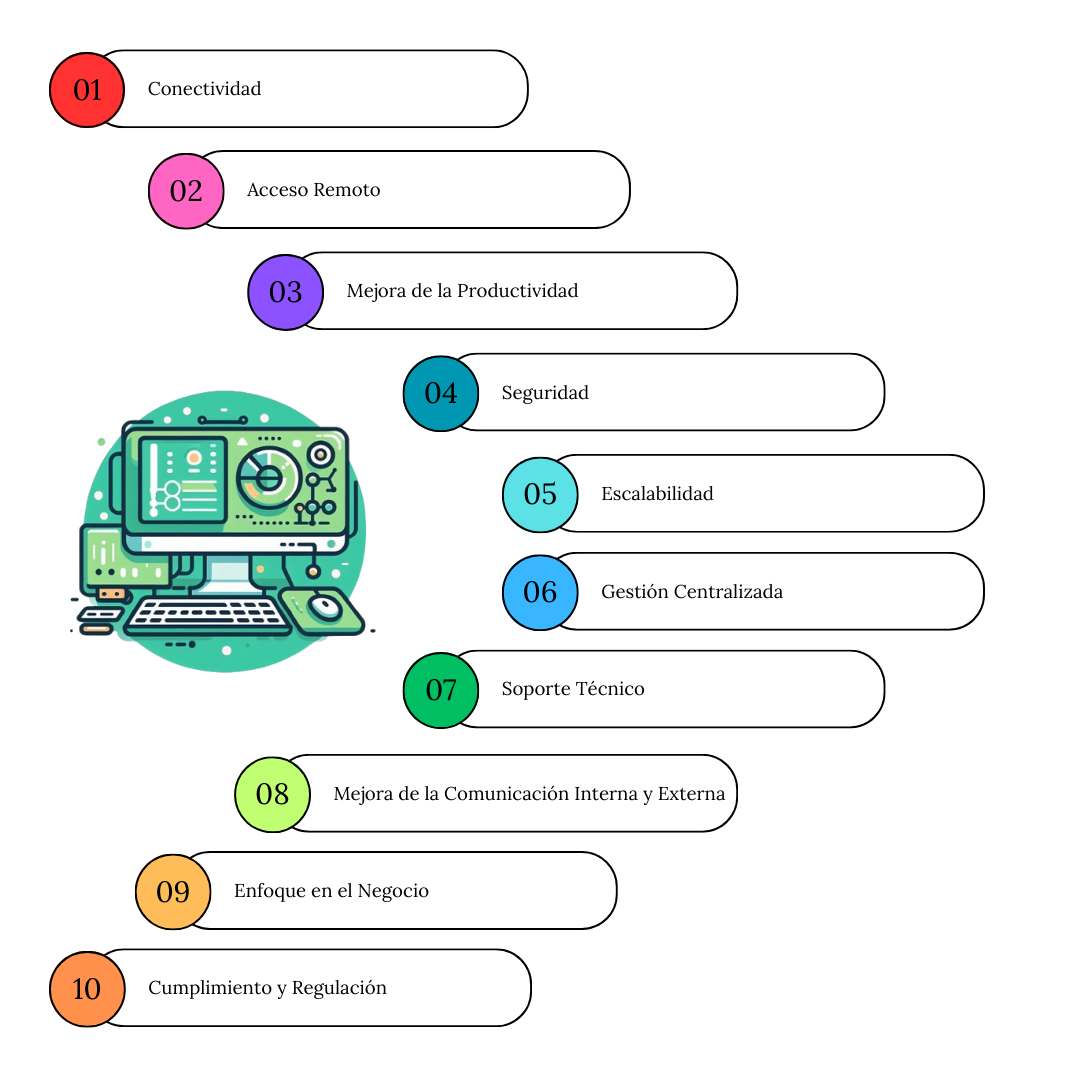 01 Conectividad
02 Acceso Remoto
03 Mejora de la Productividad
04 Seguridad
05 Escalabilidad
06 Gestión Centralizada
07 Soporte Técnico
08 Mejora de la Comunicación Interna y Externa
09 Enfoque en el Negocio
10 Cumplimiento y Regulación